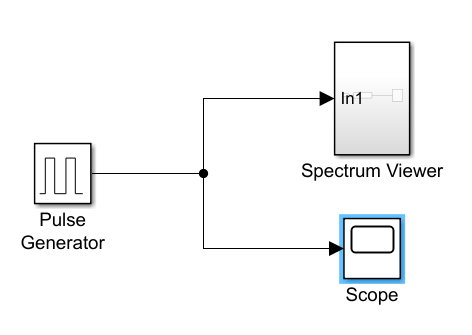 In1
Spectrum Viewer
Pulse
Generator
Scope